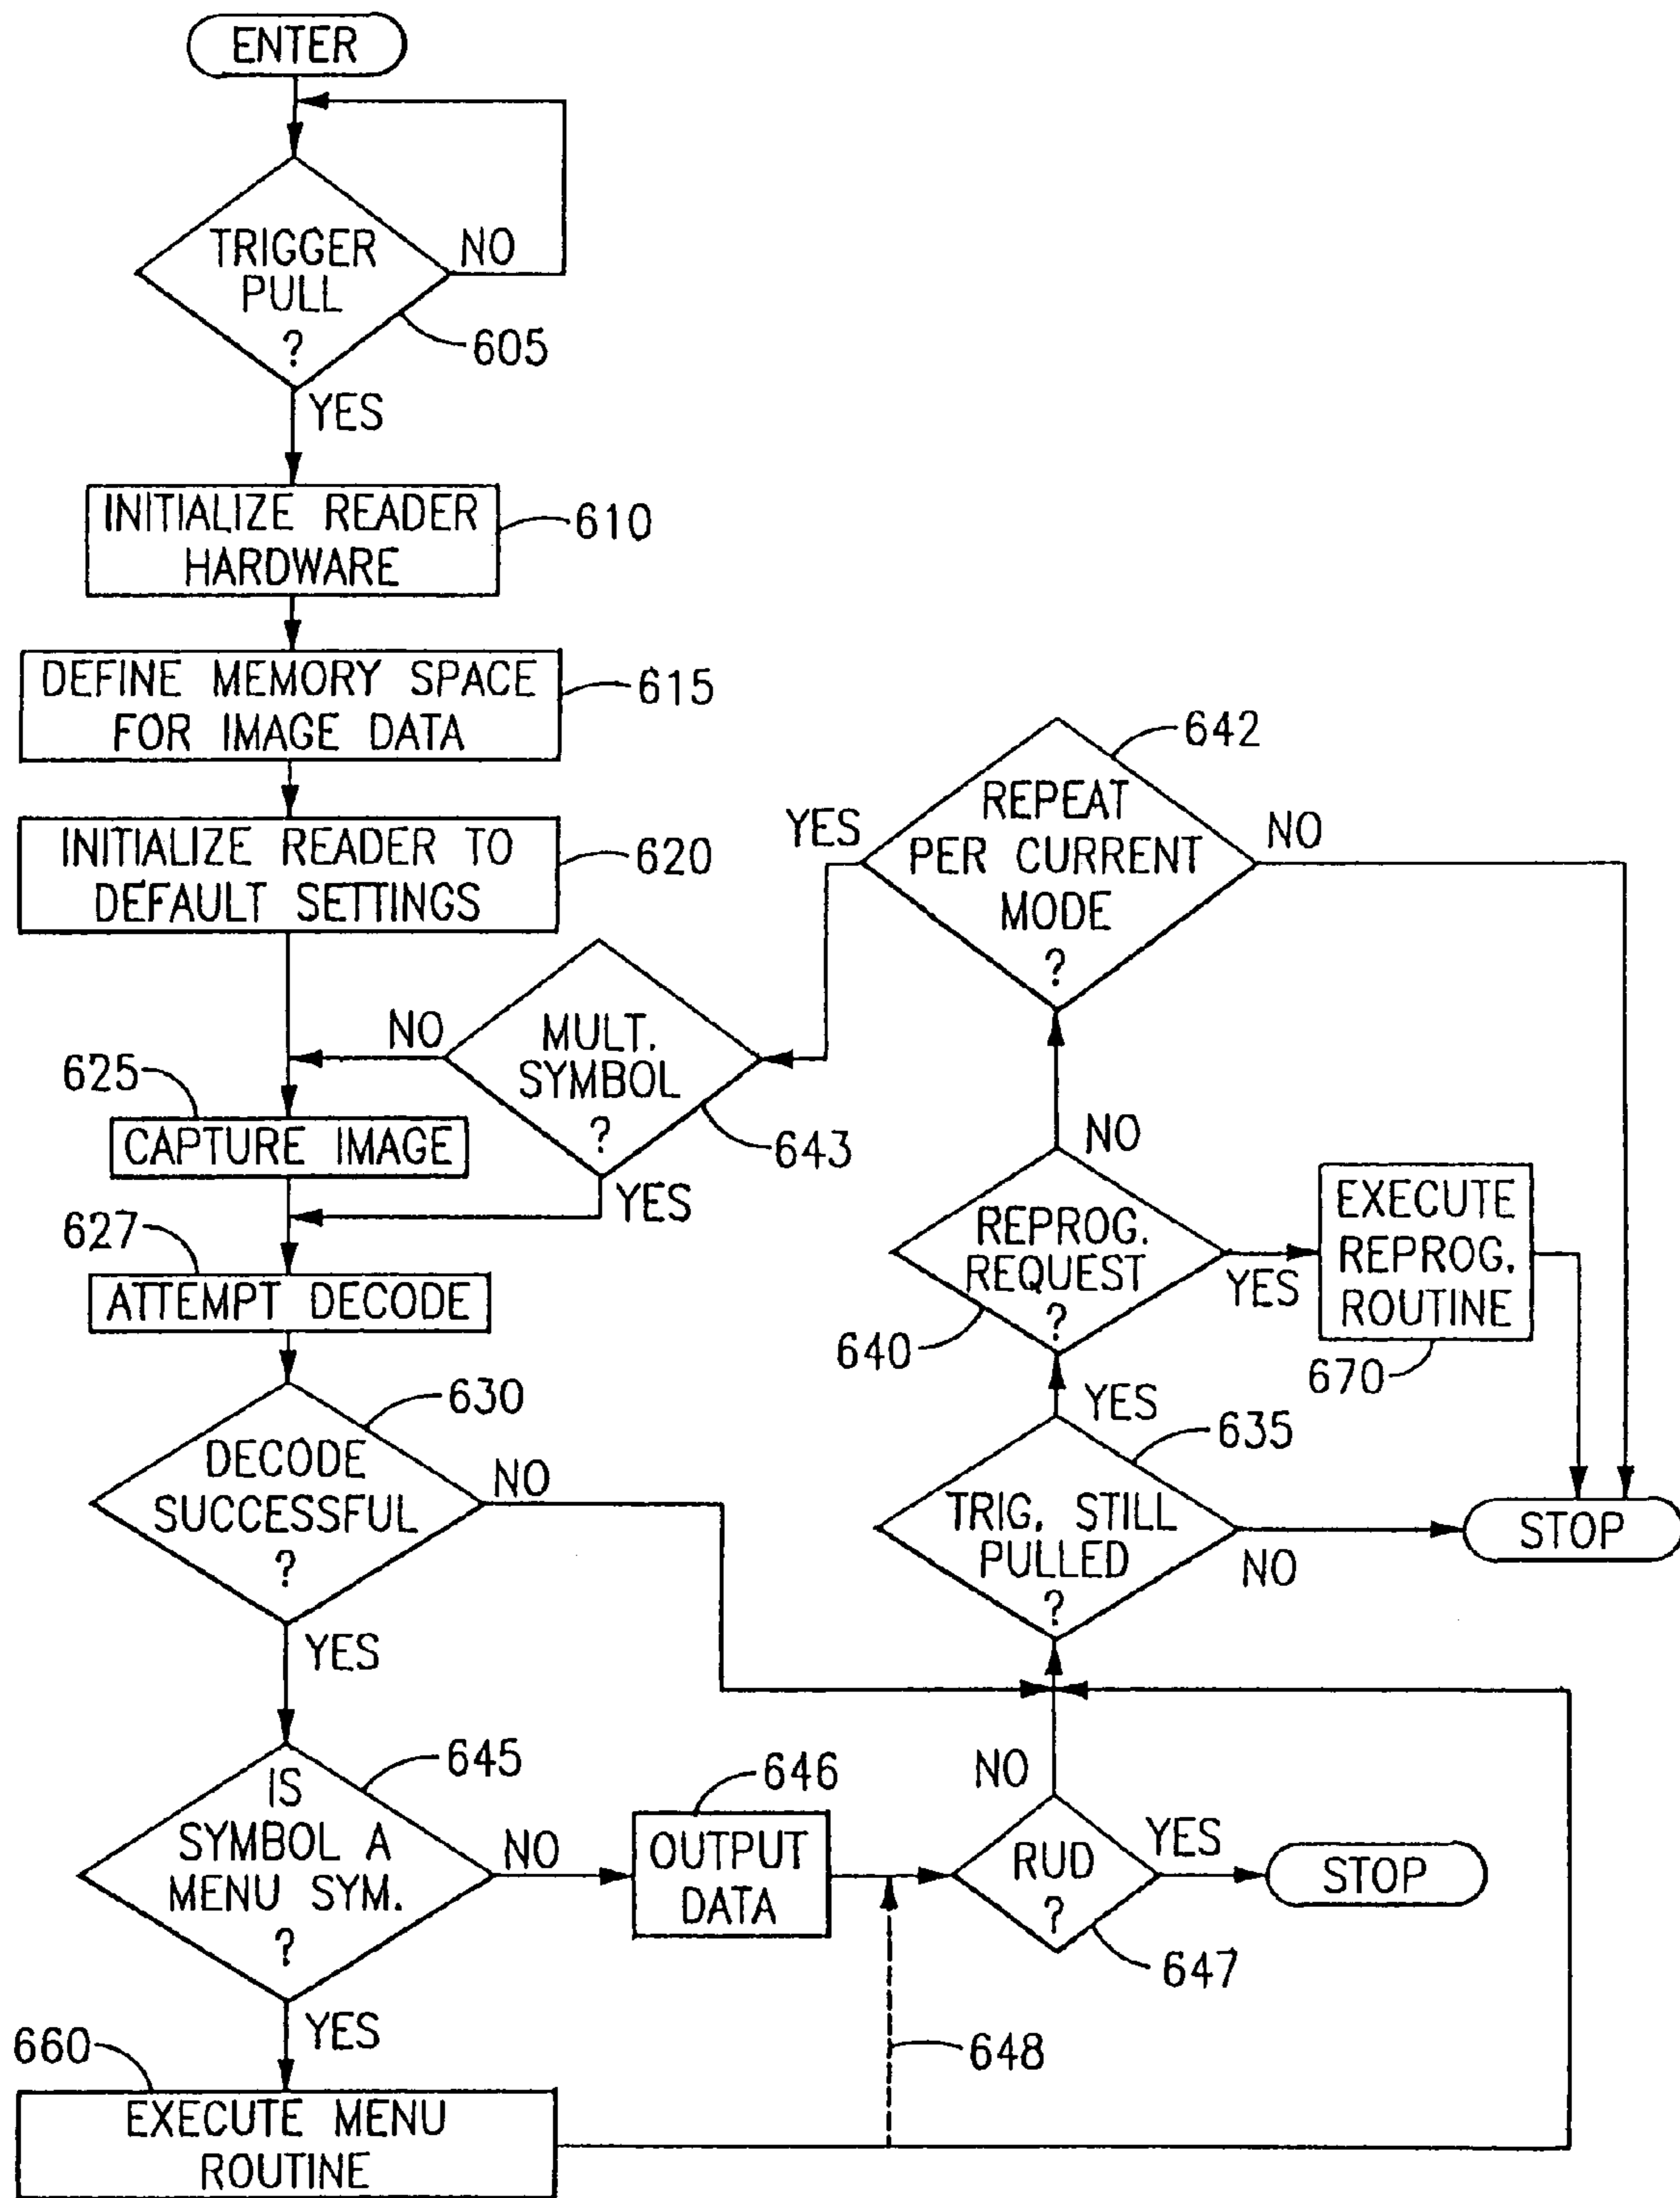 ENTER
TRIGGER
PULL
?
NO
605
YES
INITIALIZE READER
HARDWARE
610
DEFINE MEMORY SPACE
FOR IMAGE DATA
615
INITIALIZE READER TO
DEFAULT SETTINGS
620
642
REPEAT
PER CURRENT
MODE
?
YES
NO
MULT.
SYMBOL
?
NO
643
YES
625
CAPTURE IMAGE
627
ATTEMPT DECODE
NO
REPROG.
REQUEST
?
640
YES
EXECUTE
REPROG.
ROUTINE
670
YES
630
DECODE
SUCCESSFUL
?
NO
YES
635
TRIG. STILL
PULLED
?
NO
STOP
645
IS
SYMBOL A
MENU SYM.
?
NO
646
OUTPUT
DATA
NO
RUD
?
YES
STOP
647
YES
648
660
EXECUTE MENU
ROUTINE